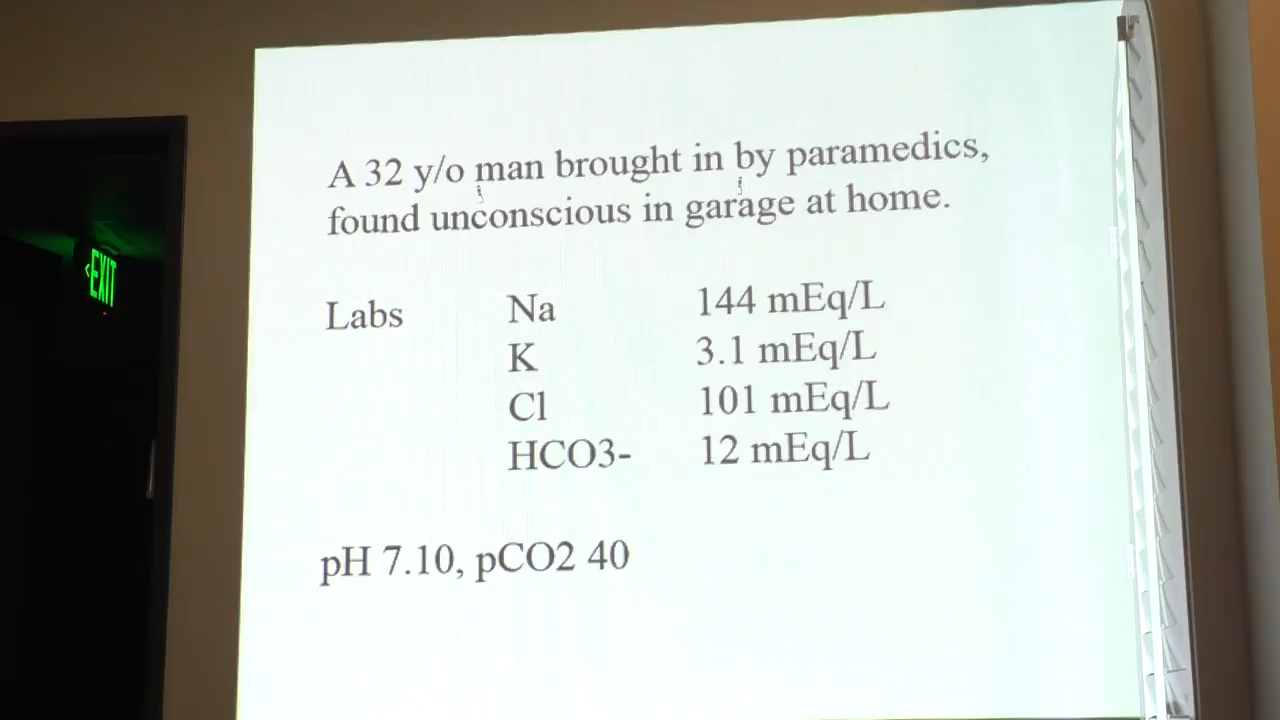 A 32 y/o man brought in by paramedics,
found unconscious in garage at home.
Labs Na 144 mEq/L
K 3.1 mEq/L
Cl 101 mEq/L
HCO3- 12 mEq/L
pH 7.10, pCO2 40
EXIT